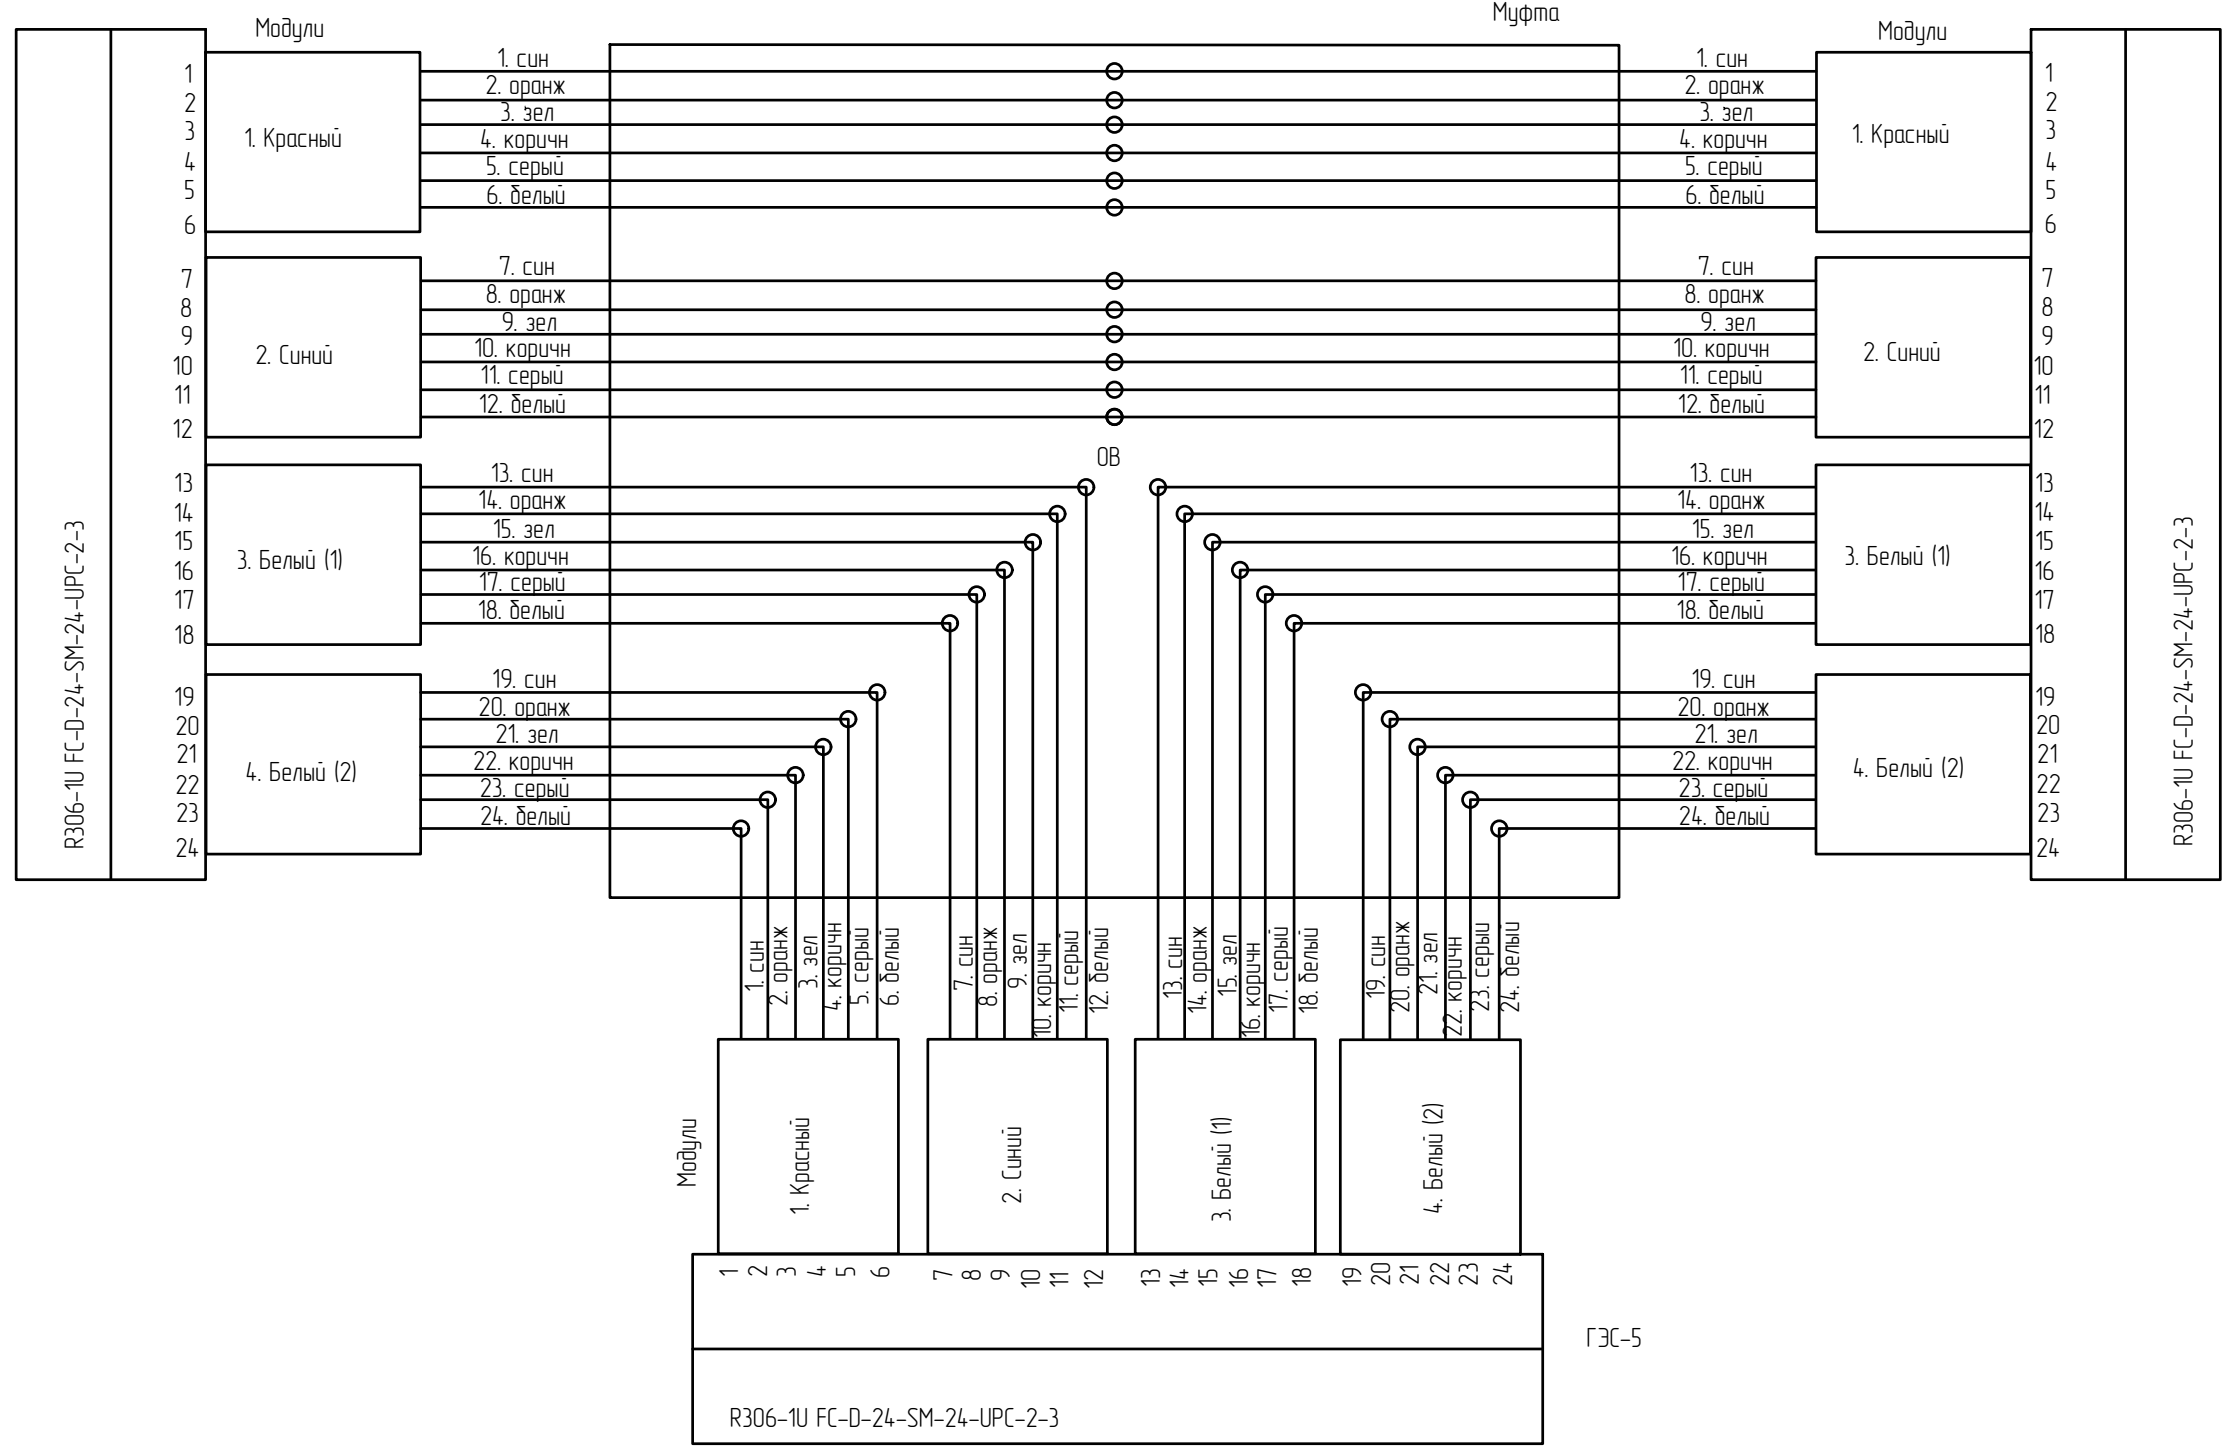 Муфта
Модули
Модули
1
2
3
4
5
6
7
8
9
10
11
12
13
14
15
16
17
18
19
20
21
22
23
24
R306-1U FC-D-24-SM-24-UPC-2-3
1. Красный
2. Синий
3. Белый (1)
4. Белый (2)
1. син
2. оранж
3. зел
4. коричн
5. серый
6. белый
7. син
8. оранж
9. зел
10. коричн
11. серый
12. белый
13. син
14. оранж
15. зел
16. коричн
17. серый
18. белый
19. син
20. оранж
21. зел
22. коричн
23. серый
24. белый
ОВ
1. син
2. оранж
3. зел
4. коричн
5. серый
6. белый
7. син
8. оранж
9. зел
10. коричн
11. серый
12. белый
13. син
14. оранж
15. зел
16. коричн
17. серый
18. белый
19. син
20. оранж
21. зел
22. коричн
23. серый
24. белый
1. Красный
2. Синий
3. Белый (1)
4. Белый (2)
1
2
3
4
5
6
7
8
9
10
11
12
13
14
15
16
17
18
19
20
21
22
23
24
R306-1U FC-D-24-SM-24-UPC-2-3
1. син
2. оранж
3. зел
4. коричн
5. серый
6. белый
7. син
8. оранж
9. зел
10. коричн
11. серый
12. белый
13. син
14. оранж
15. зел
16. коричн
17. серый
18. белый
19. син
20. оранж
21. зел
22. коричн
23. серый
24. белый
Модули
1. Красный
2. Синий
3. Белый (1)
4. Белый (2)
1
2
3
4
5
6
7
8
9
10
11
12
13
14
15
16
17
18
19
20
21
22
23
24
ГЭС-5
R306-1U FC-D-24-SM-24-UPC-2-3